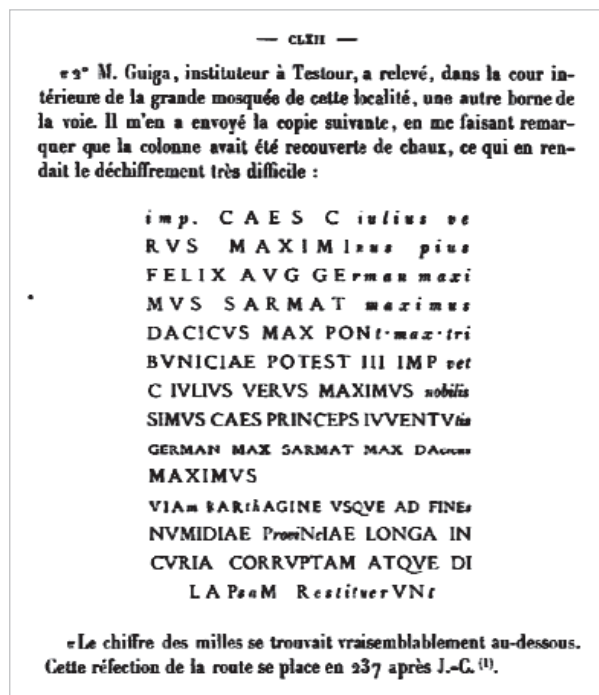 — CLXII —
« 2° M. Guiga, instituteur à Testour, a relevé, dans la cour in-
térieure de la grande mosquée de cette localité, une autre borne de
la voie. Il m'en a envoyé la copie suivante, en me faisant remar-
quer que la colonne avait été recouverte de chaux, ce qui en ren-
dait le déchiffrement très difficile :
imp. CAES C iulius ve
RVS MAXIMInus pius
FELIX AVG GErman maxi
MVS SARMAT maximus
DACICVS MAX PONt·max·tri
BVNICIAE POTEST III IMP vet
C IVLIVS VERVS MAXIMVS nobilis
SIMVS CAES PRINCEPS IVVENTVtis
GERMAN MAX SARMAT MAX DAcicus
MAXIMVS
VIAm kARthAGINE VSQVE AD FINEs
NVMIDIAE ProviNcIAE LONGA IN
CVRIA CORRVPTAM ATQVE DI
LAPsaM RestituerVNt
« Le chiffre des milles se trouvait vraisemblablement au-dessous.
Cette réfection de la route se place en 237 après J.-C. (1).